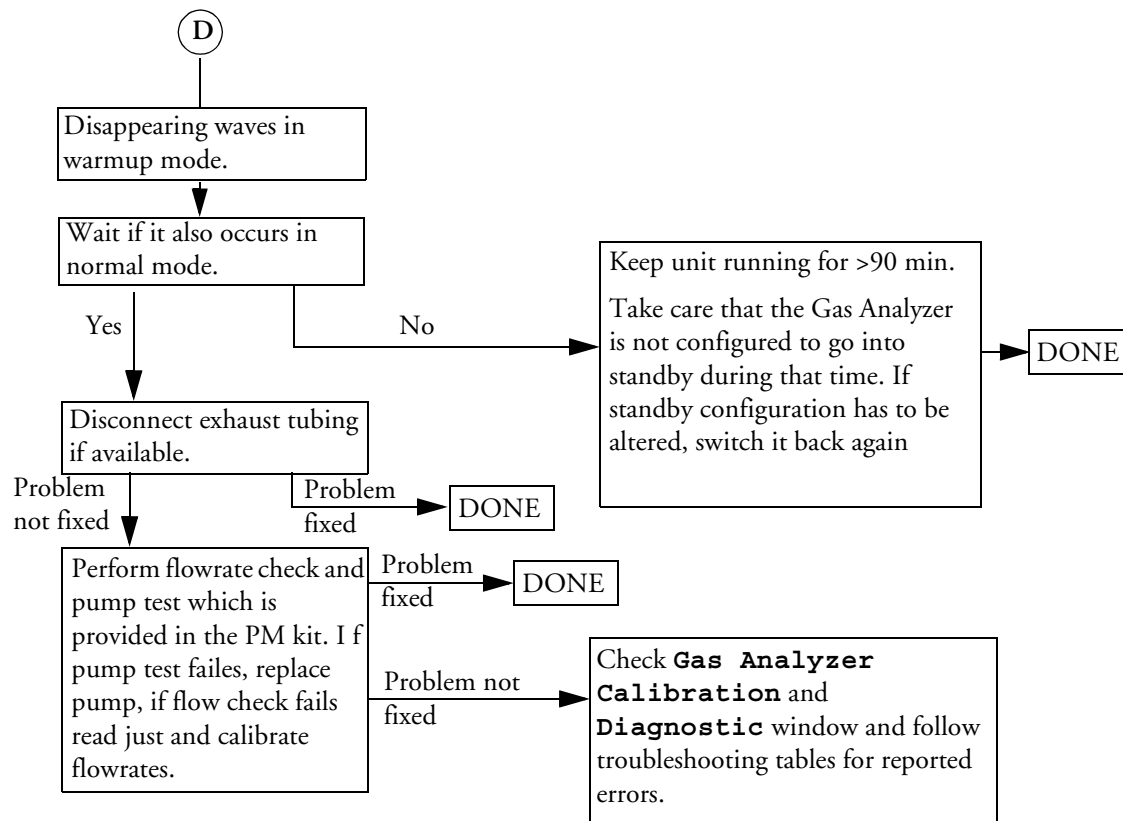 D
Disappearing waves in
warmup mode.
Wait if it also occurs in
normal mode.
Yes
No
Keep unit running for >90 min.
Take care that the Gas Analyzer
is not configured to go into
standby during that time. If
standby configuration has to be
altered, switch it back again
DONE
Disconnect exhaust tubing
if available.
Problem
not fixed
Problem
fixed
DONE
Perform flowrate check and
pump test which is
provided in the PM kit. I f
pump test failes, replace
pump, if flow check fails
read just and calibrate
flowrates.
Problem
fixed
DONE
Problem not
fixed
Check Gas Analyzer
Calibration and
Diagnostic window and follow
troubleshooting tables for reported
errors.